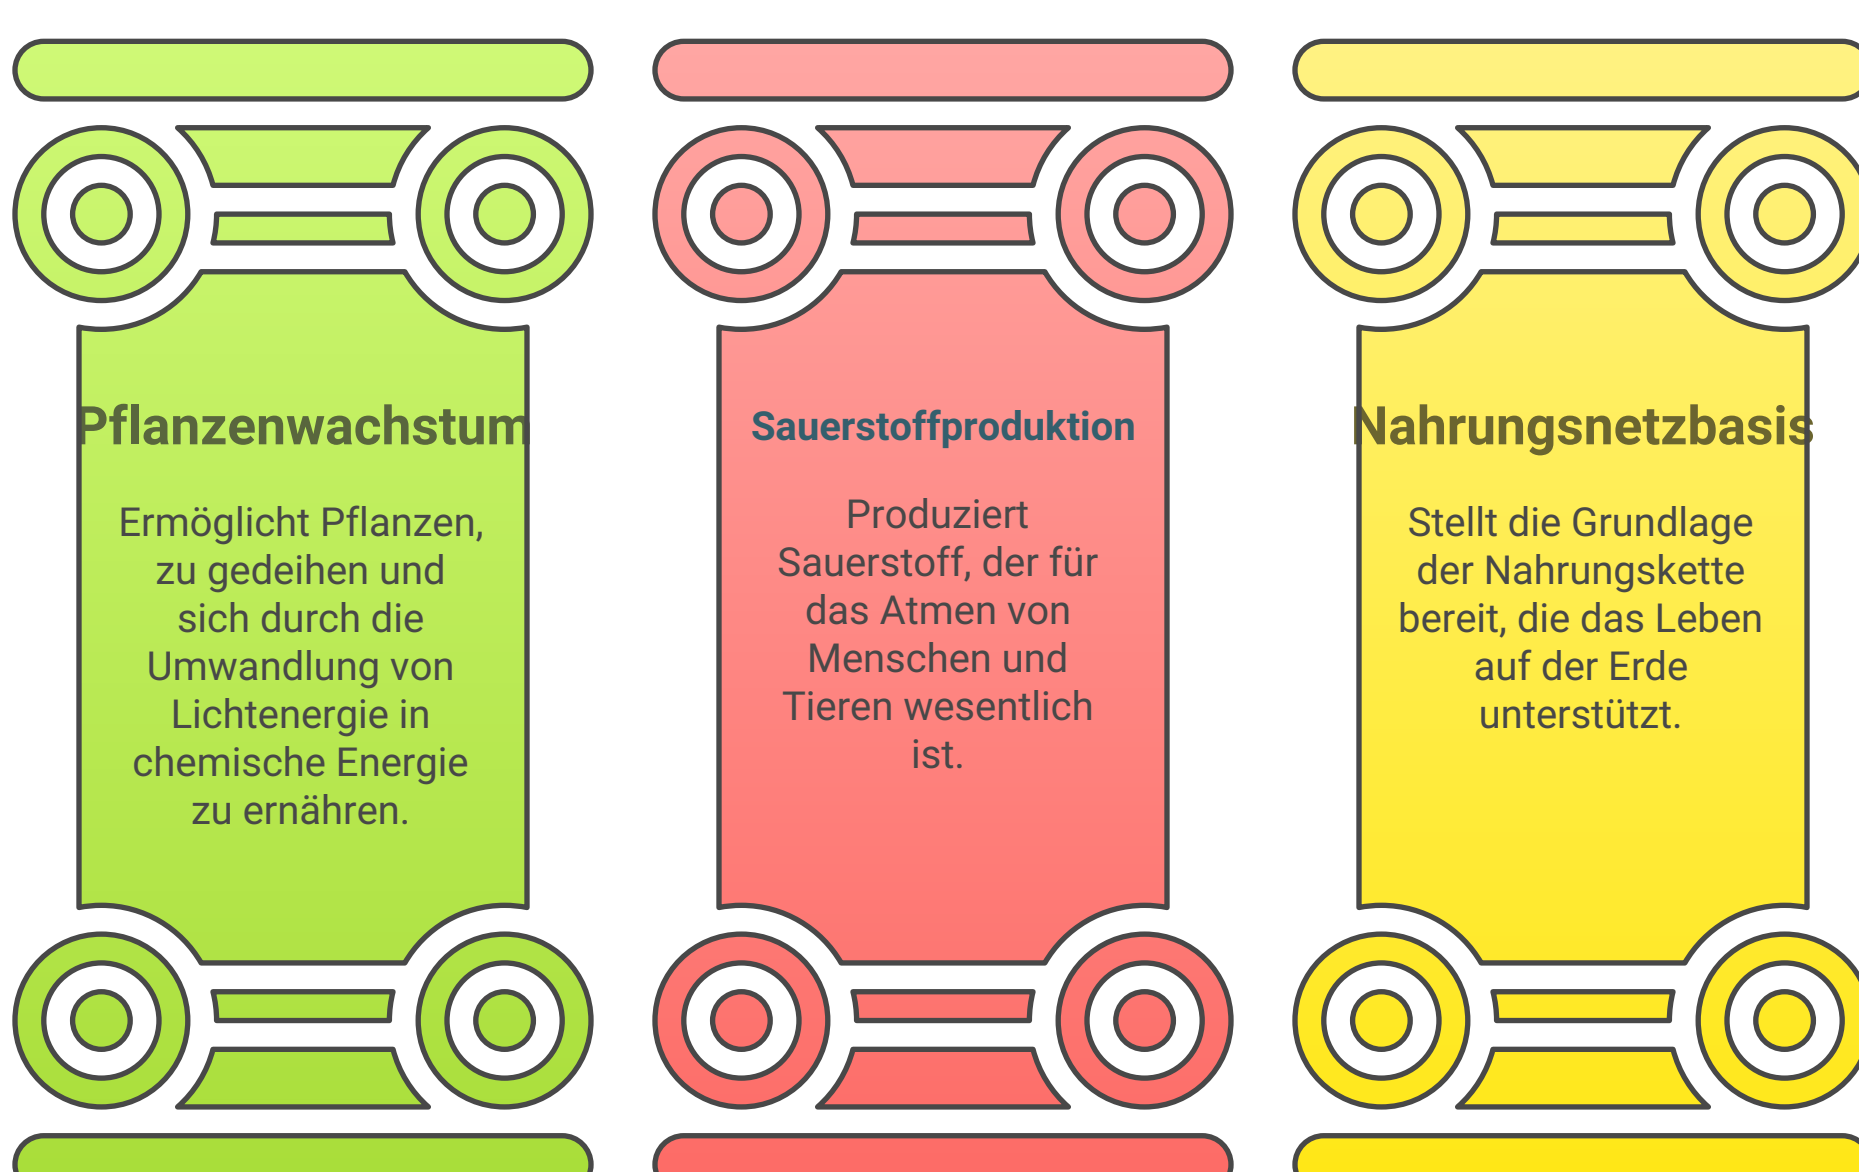 Pflanzenwachstum
Ermöglicht Pflanzen,
zu gedeihen und
sich durch die
Umwandlung von
Lichtenergie in
chemische Energie
zu ernähren.
Sauerstoffproduktion
Produziert
Sauerstoff, der für
das Atmen von
Menschen und
Tieren wesentlich
ist.
Nahrungsnetzbasis
Stellt die Grundlage
der Nahrungskette
bereit, die das Leben
auf der Erde
unterstützt.